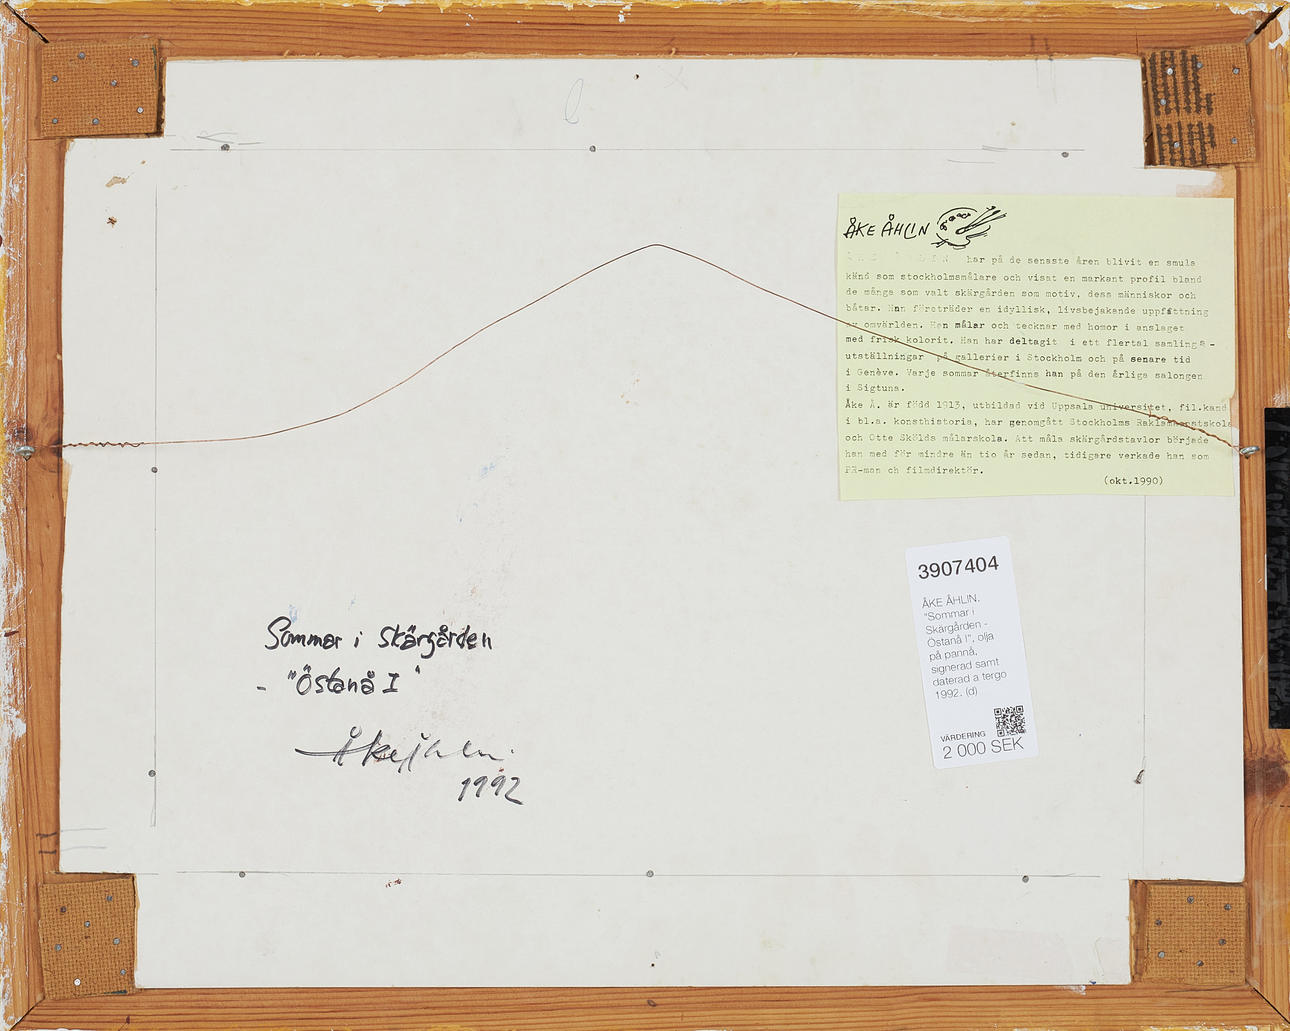 ÅKE ÅHLIN
har på de senaste åren blivit en smula
känd som stockholmsmålare och visat en markant profil bland
de många som valt skärgården som motiv, dess människor och
båtar. Han företräder en idyllisk, livsbejakande uppfattning
av omvärlden. Han målar och tecknar med homor i anslaget
med frisk kolorit. Han har deltagit i ett flertal samlings-
utställningar på gallerier i Stockholm och på senare tid
i Genève. Varje sommar återfinns han på den årliga salongen
i Sigtuna.
Åke Å. är född 1913, utbildad vid Uppsala universitet, fil.kand
i bl.a. konsthistoria, har genomgått Stockholms Reklamkonstskola
och Otte Skölds målarskola. Att måla skärgårdstavlor började
han med för mindre än tio år sedan, tidigare verkade han som
PR-man ch filmdirektör.
(okt.1990)
3907404
ÅKE ÅHLIN.
"Sommar i
Skärgården -
Östanå I", olja
på pannå,
signerad samt
daterad a tergo
1992. (d)
VÄRDERING
2 000 SEK
Sommar i skärgården
- "Östanå I"
Åke Åhlin
1992